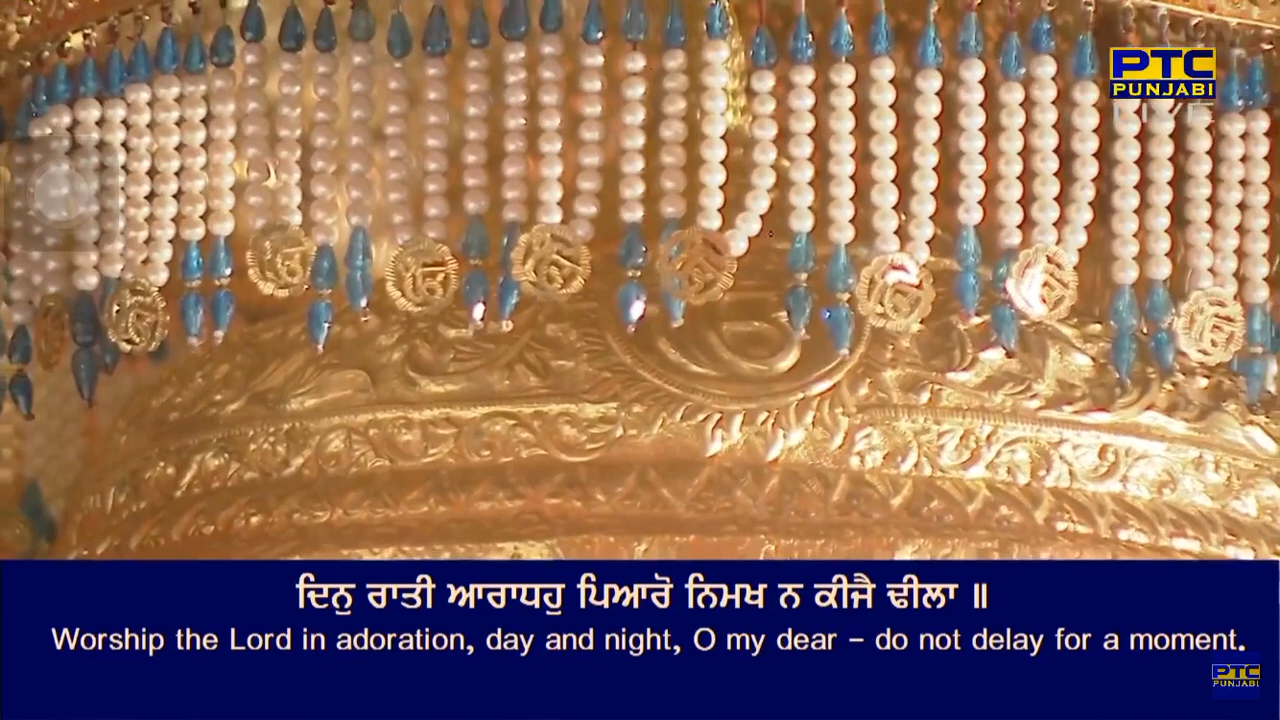 PTC
PUNJABI
LIVE
ਦਿਨੁ ਰਾਤੀ ਆਰਾਧਹੁ ਪਿਆਰੋ ਨਿਮਖ ਨ ਕੀਜੈ ਢੀਲਾ ॥
Worship the Lord in adoration, day and night, O my dear – do not delay for a moment.
PTC
PUNJABI